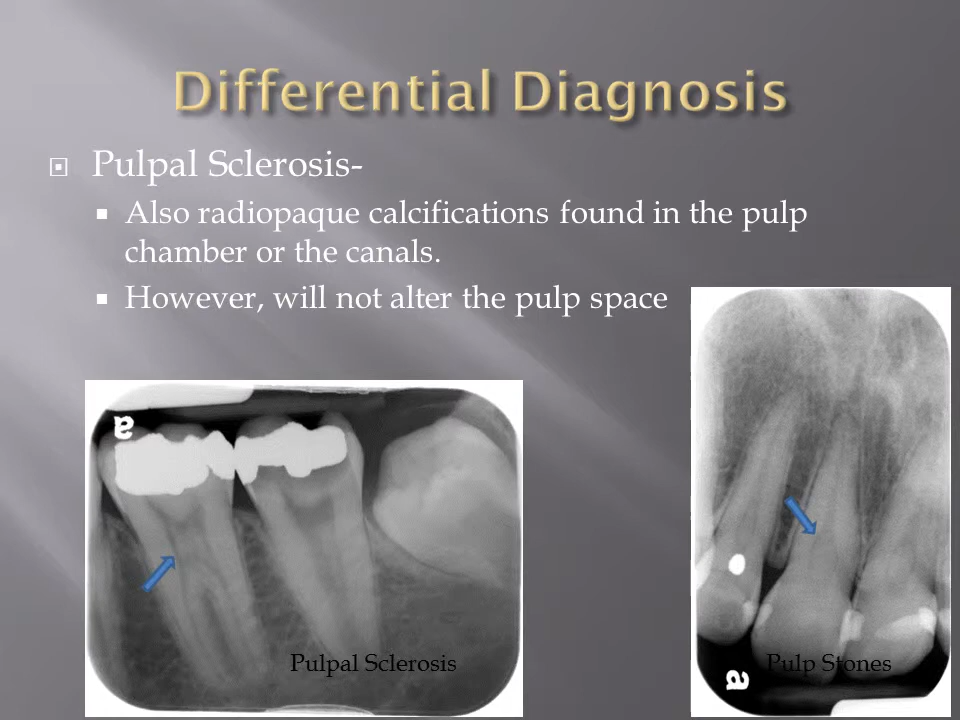 Differential Diagnosis
Pulpal Sclerosis-
Also radiopaque calcifications found in the pulp
chamber or the canals.
However, will not alter the pulp space
a
Pulpal Sclerosis
Pulp Stones
a